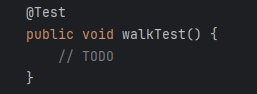 @Test
public void walkTest() {
    // TODO
}